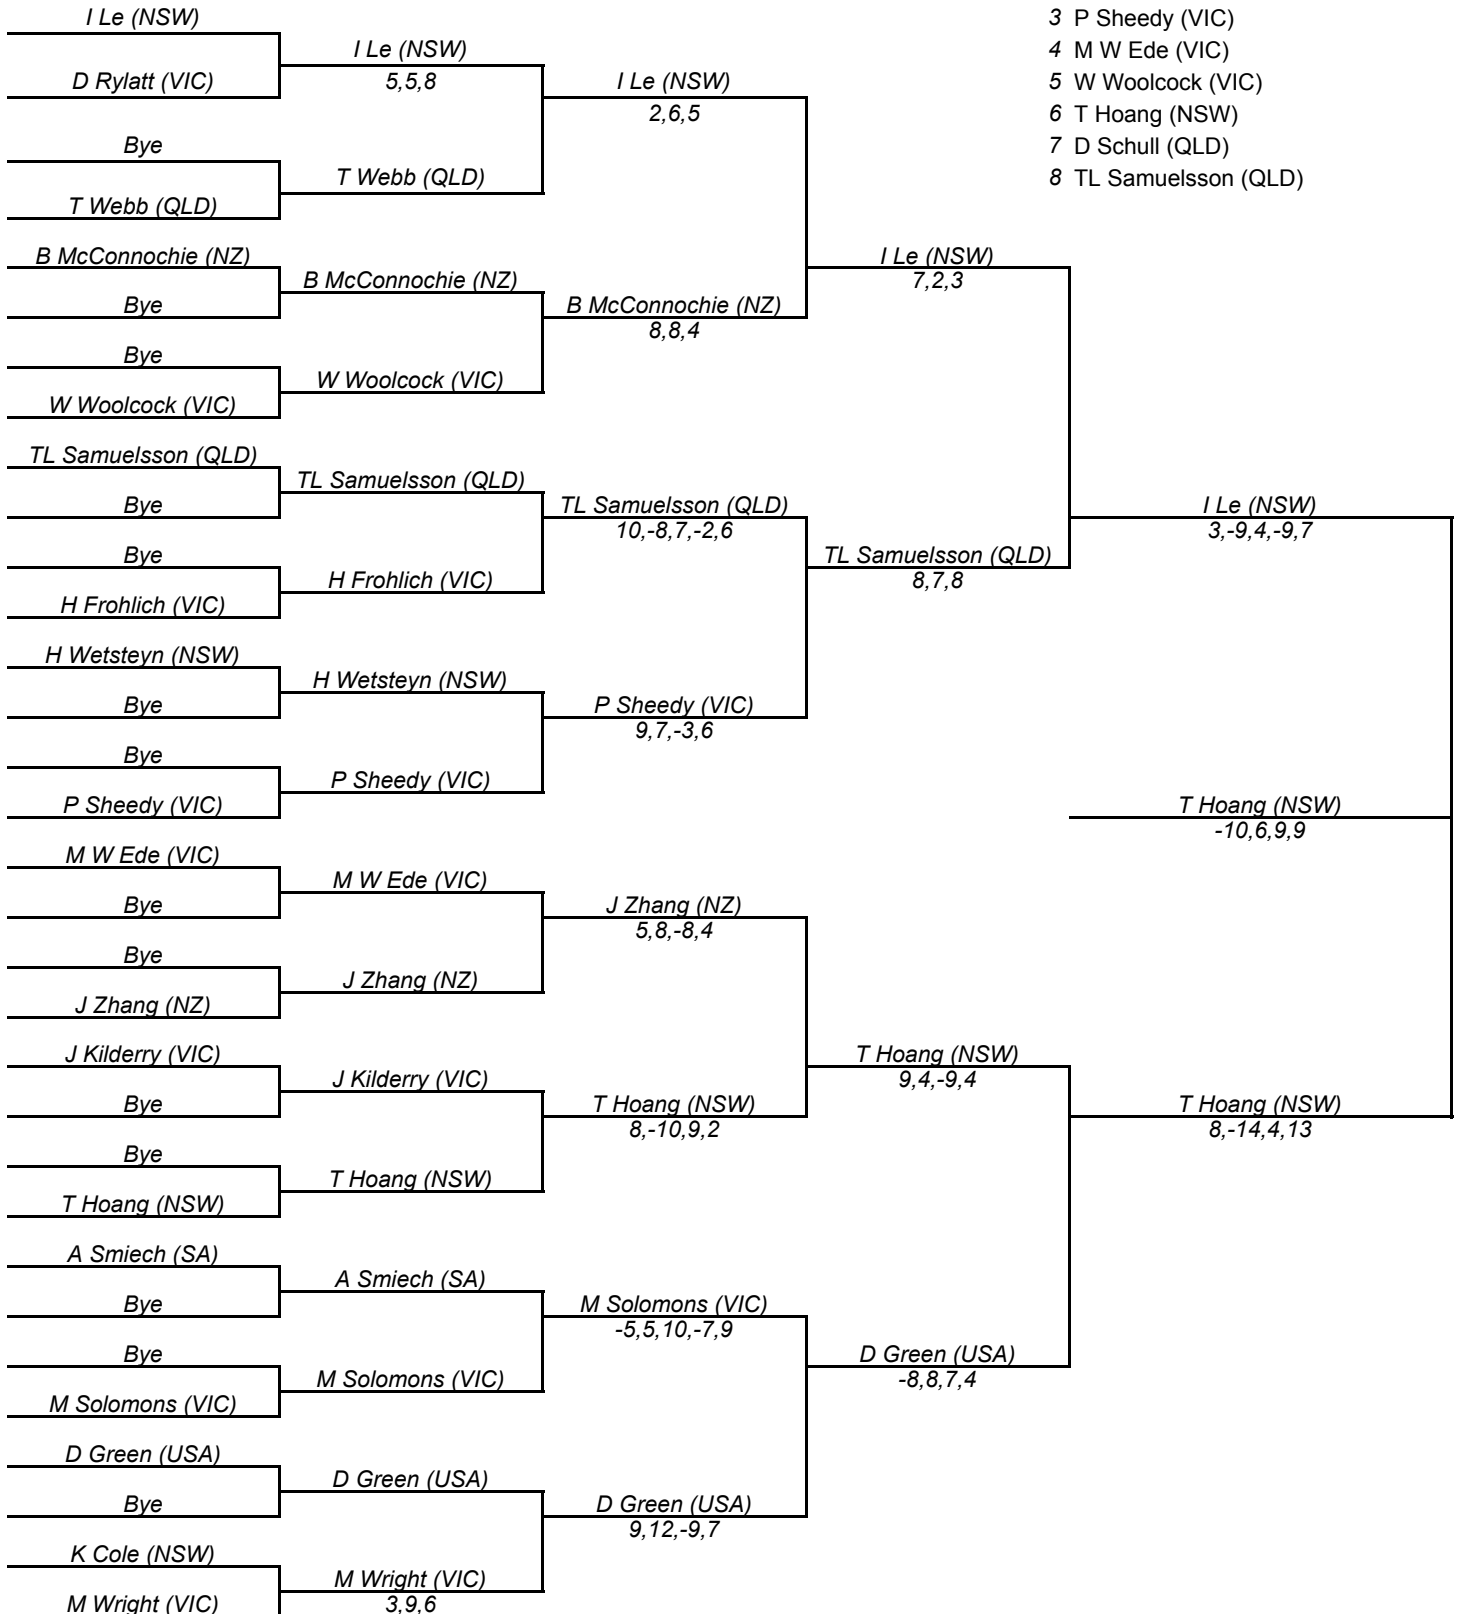 I Le (NSW)
3 P Sheedy (VIC)
I Le (NSW)
4 M W Ede (VIC)
D Rylatt (VIC)
5,5,8
I Le (NSW)
5 W Woolcock (VIC)
2,6,5
6 T Hoang (NSW)
Bye
7 D Schull (QLD)
T Webb (QLD)
8 TL Samuelsson (QLD)
T Webb (QLD)
B McConnochie (NZ)
I Le (NSW)
B McConnochie (NZ)
7,2,3
Bye
B McConnochie (NZ)
8,8,4
Bye
W Woolcock (VIC)
W Woolcock (VIC)
TL Samuelsson (QLD)
TL Samuelsson (QLD)
Bye
TL Samuelsson (QLD)
I Le (NSW)
10,-8,7,-2,6
3,-9,4,-9,7
Bye
TL Samuelsson (QLD)
H Frohlich (VIC)
8,7,8
H Frohlich (VIC)
H Wetsteyn (NSW)
H Wetsteyn (NSW)
Bye
P Sheedy (VIC)
9,7,-3,6
Bye
P Sheedy (VIC)
P Sheedy (VIC)
T Hoang (NSW)
-10,6,9,9
M W Ede (VIC)
M W Ede (VIC)
Bye
J Zhang (NZ)
5,8,-8,4
Bye
J Zhang (NZ)
J Zhang (NZ)
J Kilderry (VIC)
T Hoang (NSW)
J Kilderry (VIC)
9,4,-9,4
Bye
T Hoang (NSW)
T Hoang (NSW)
8,-10,9,2
8,-14,4,13
Bye
T Hoang (NSW)
T Hoang (NSW)
A Smiech (SA)
A Smiech (SA)
Bye
M Solomons (VIC)
-5,5,10,-7,9
Bye
D Green (USA)
M Solomons (VIC)
-8,8,7,4
M Solomons (VIC)
D Green (USA)
D Green (USA)
Bye
D Green (USA)
9,12,-9,7
K Cole (NSW)
M Wright (VIC)
M Wright (VIC)
3,9,6